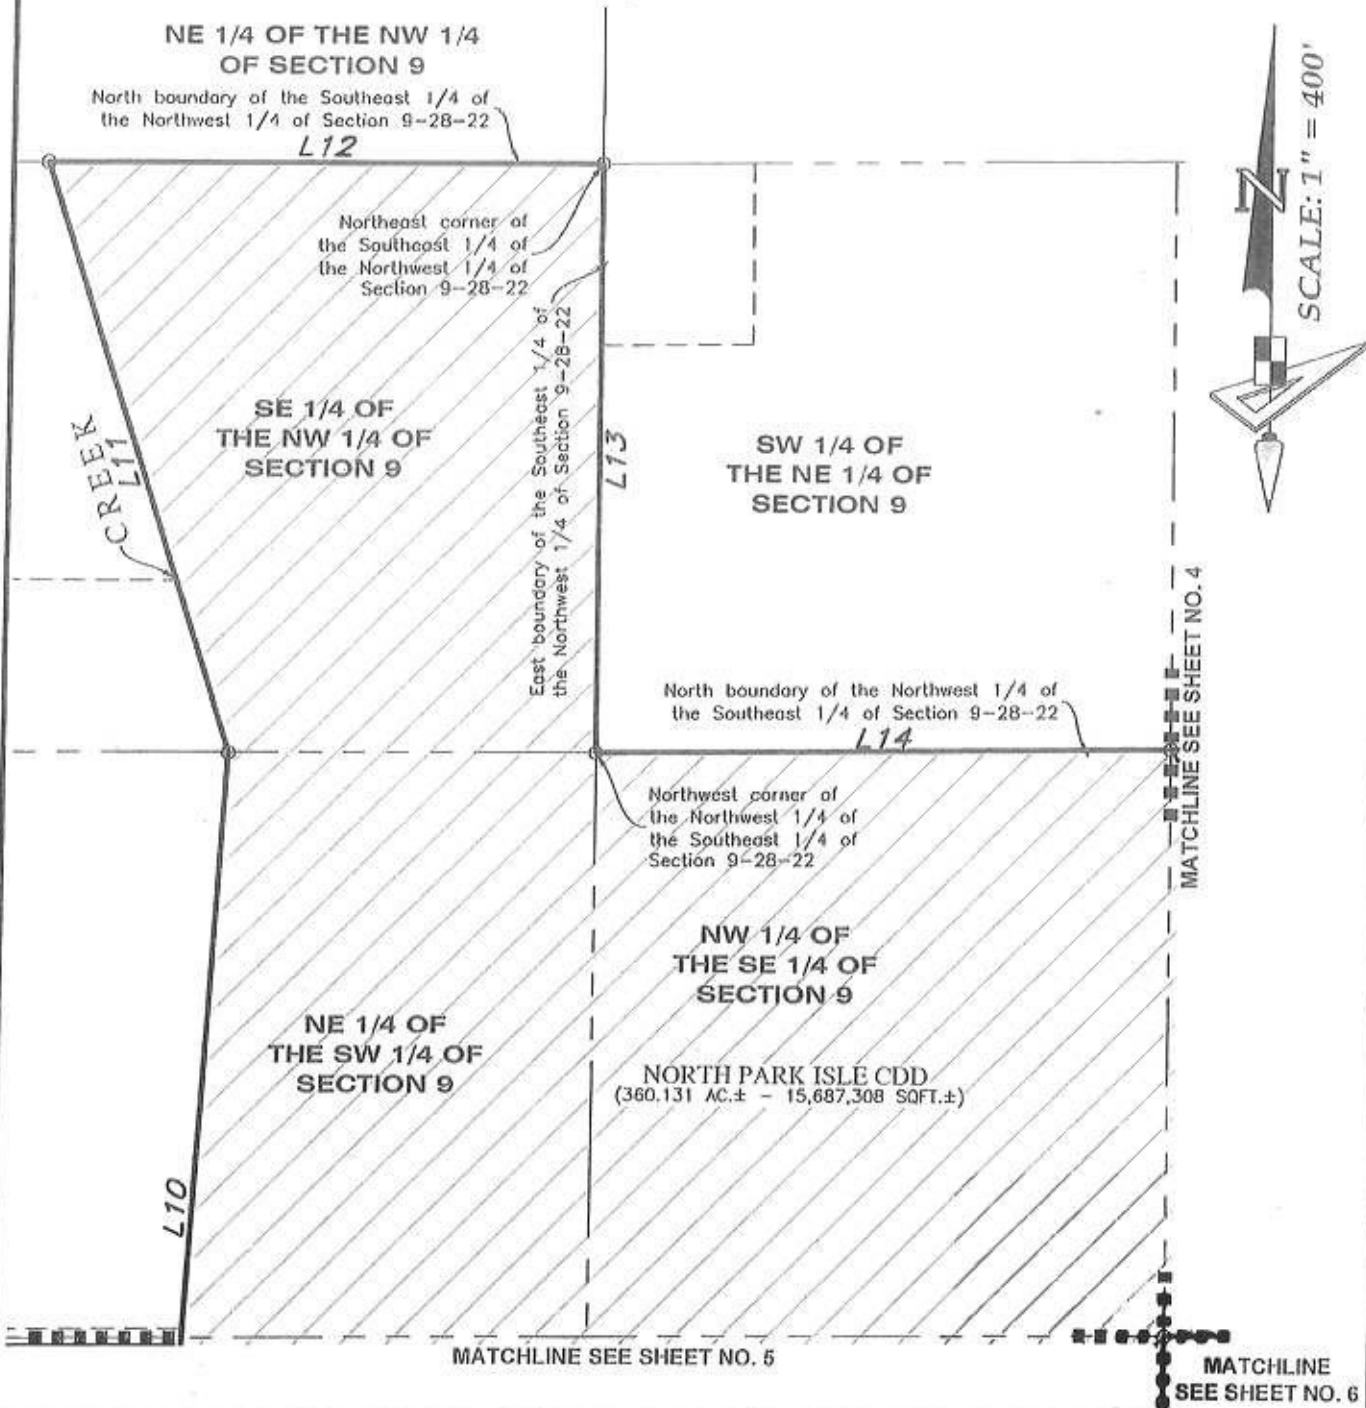 NE 1/4 OF THE NW 1/4
OF SECTION 9
North boundary of the Southeast 1/4 of
the Northwest 1/4 of Section 9-28-22
L12
N
SCALE: 1" = 400'
Northeast corner of
the Southeast 1/4 of
the Northwest 1/4 of
Section 9-28-22
East boundary of the Southeast 1/4 of
the Northwest 1/4 of Section 9-28-22
L13
SE 1/4 OF
THE NW 1/4 OF
SECTION 9
CREEK
L11
SW 1/4 OF
THE NE 1/4 OF
SECTION 9
MATCHLINE SEE SHEET NO. 4
North boundary of the Northwest 1/4 of
the Southeast 1/4 of Section 9-28-22
L14
Northwest corner of
the Northwest 1/4 of
the Southeast 1/4 of
Section 9-28-22
NW 1/4 OF
THE SE 1/4 OF
SECTION 9
NE 1/4 OF
THE SW 1/4 OF
SECTION 9
NORTH PARK ISLE CDD
(360.131 AC.± - 15,687,308 SQFT.±)
L10
MATCHLINE SEE SHEET NO. 5
MATCHLINE
SEE SHEET NO. 6